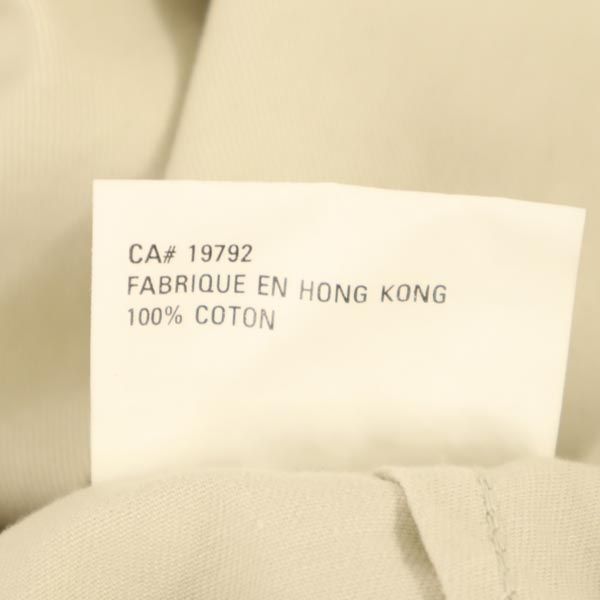 CA# 19792
FABRIQUE EN HONG KONG
100% COTON